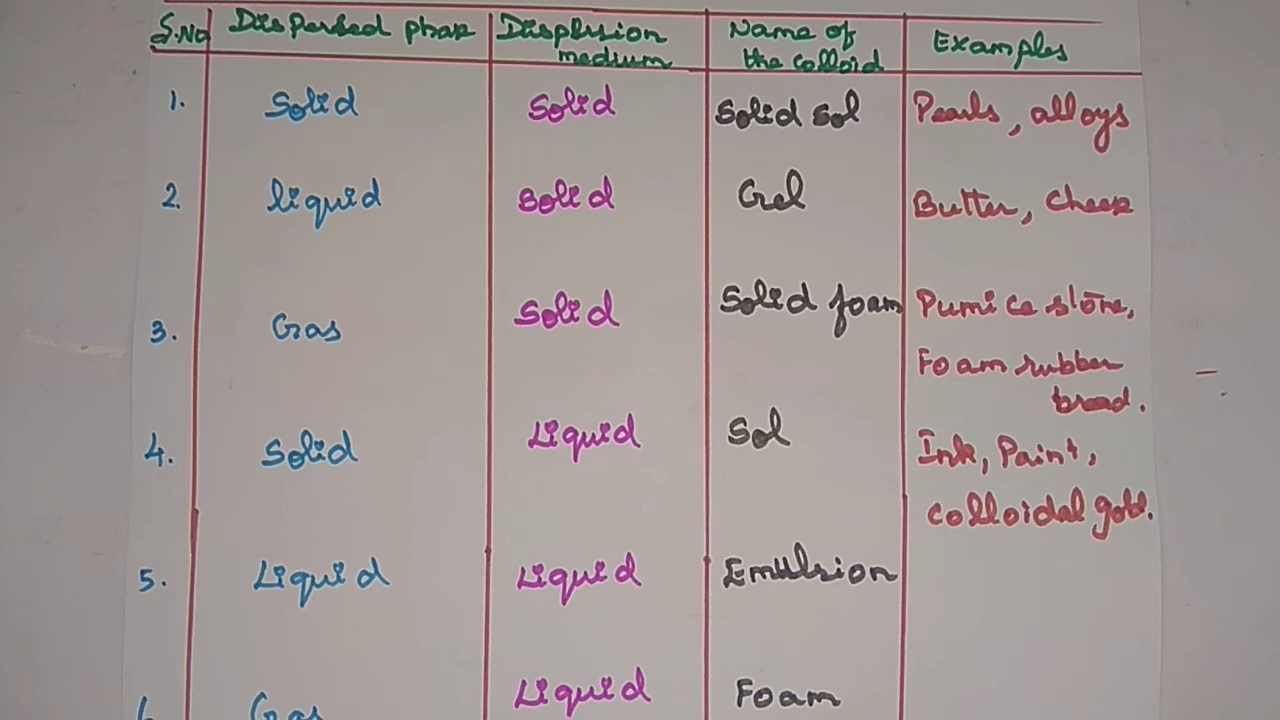 S.No Dispersed phase Dispersion medium Name of the colloid Examples
1. Solid Solid Solid sol Pearls, alloys
2. liquid Solid Gel Butter, Cheese
3. Gas Solid Solid foam Pumice stone,
Foam rubber
bread.
4. Solid Liquid Sol Ink, Paint,
colloidal gold.
5. Liquid Liquid Emulsion
6. Gas Liquid Foam